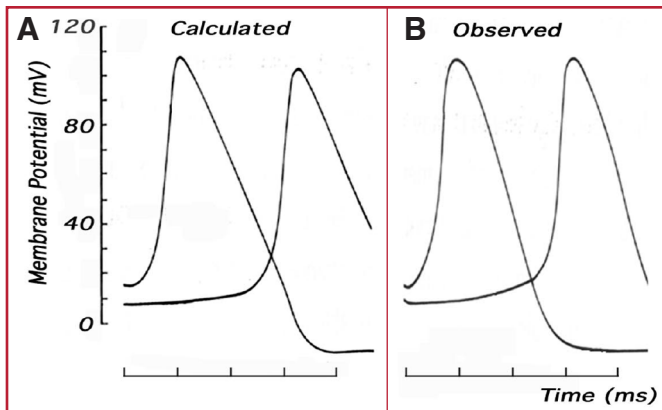 A
Calculated
B
Observed
Membrane Potential (mV)
120
80
40
0
Time (ms)